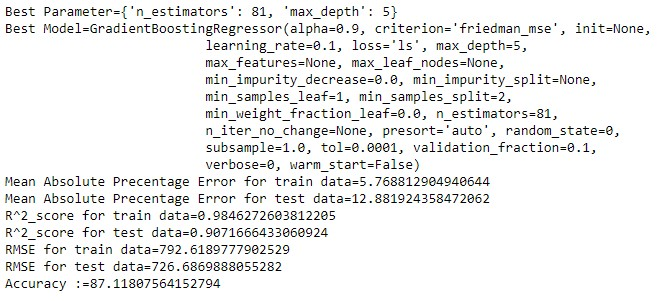 Best Parameter={'n_estimators': 81, 'max_depth': 5}
Best Model=GradientBoostingRegressor(alpha=0.9, criterion='friedman_mse', init=None,
learning_rate=0.1, loss='ls', max_depth=5,
max_features=None, max_leaf_nodes=None,
min_impurity_decrease=0.0, min_impurity_split=None,
min_samples_leaf=1, min_samples_split=2,
min_weight_fraction_leaf=0.0, n_estimators=81,
n_iter_no_change=None, presort='auto', random_state=0,
subsample=1.0, tol=0.0001, validation_fraction=0.1,
verbose=0, warm_start=False)
Mean Absolute Precentage Error for train data=5.768812904940644
Mean Absolute Precentage Error for test data=12.881924358472062
R^2_score for train data=0.9846272603812205
R^2_score for test data=0.9071666433060924
RMSE for train data=792.6189777902529
RMSE for test data=726.6869888055282
Accuracy :=87.11807564152794